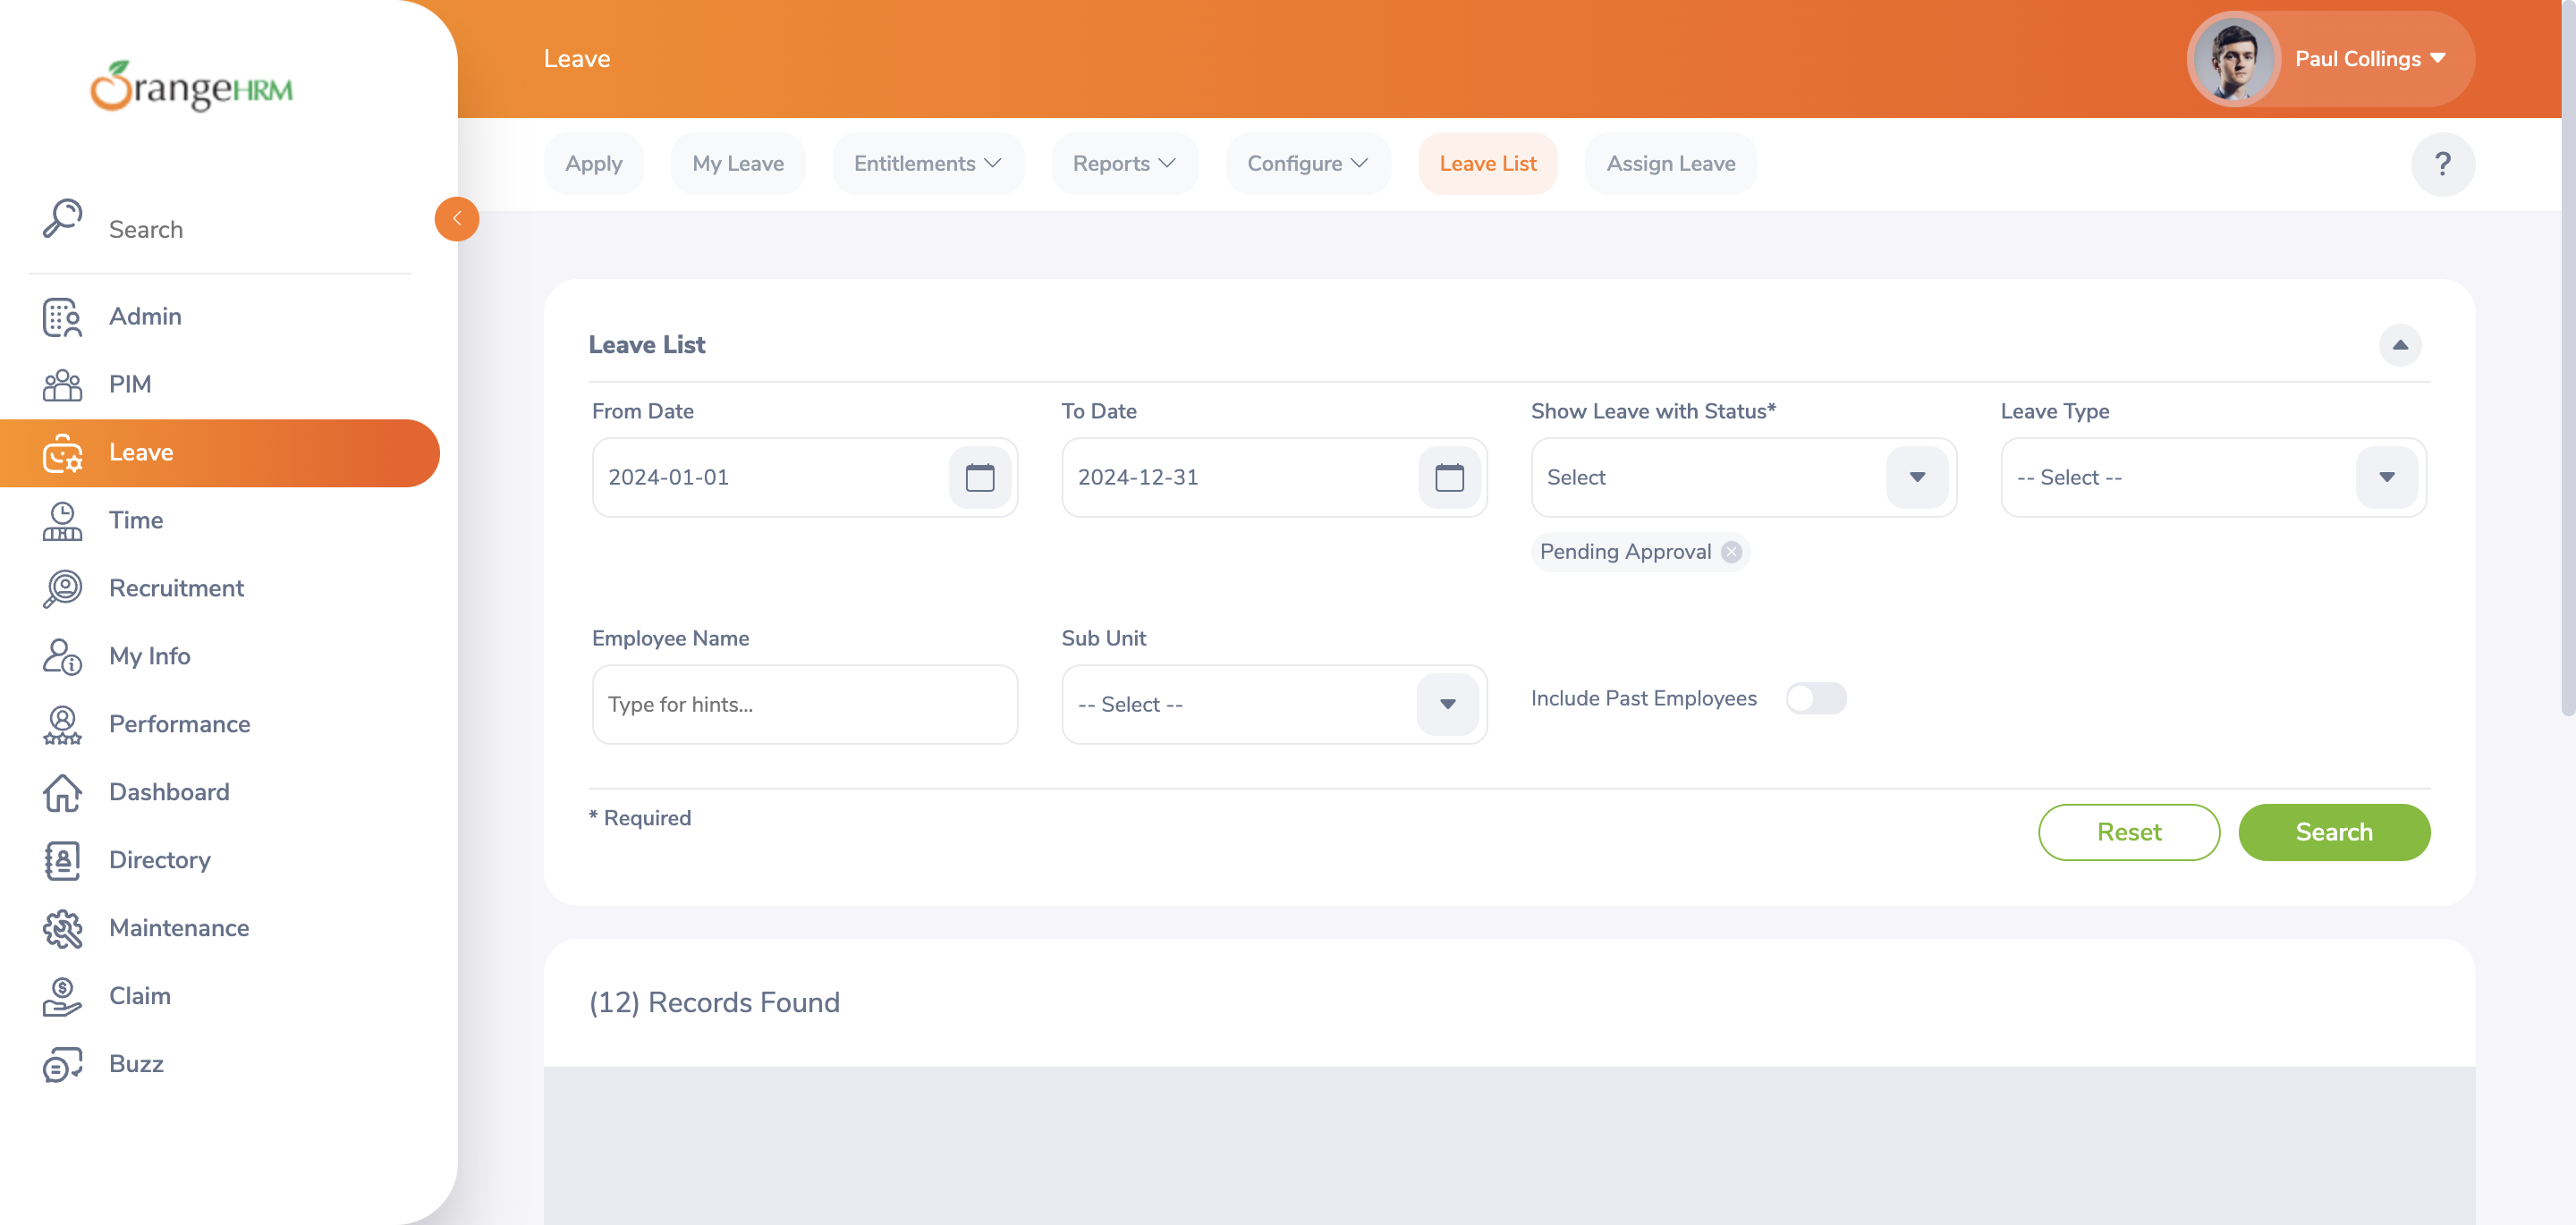 OrangeHRM
Search
Admin
PIM
Leave
Time
Recruitment
My Info
Performance
Dashboard
Directory
Maintenance
Claim
Buzz
Leave
Paul Collings
Apply My Leave Entitlements Reports Configure Leave List Assign Leave ?
Leave List
From Date To Date Show Leave with Status* Leave Type
2024-01-01 2024-12-31 Select -- Select --
Pending Approval
Employee Name Sub Unit
Type for hints... -- Select -- Include Past Employees
* Required
Reset Search
(12) Records Found